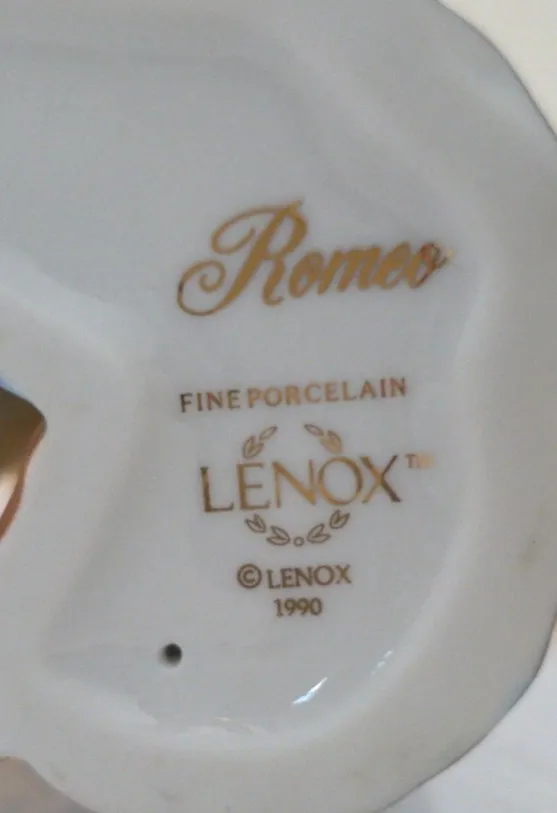 Romeo
FINE PORCELAIN
LENOX™
© LENOX
1990